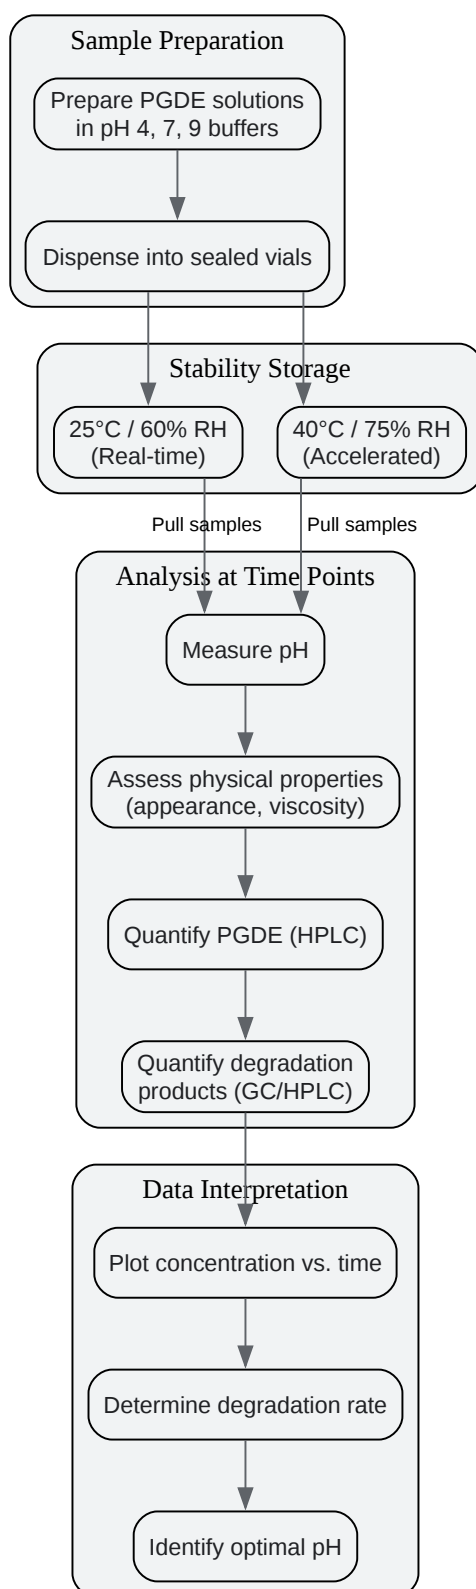 Sample Preparation
Prepare PGDE solutions
in pH 4, 7, 9 buffers
Dispense into sealed vials
Stability Storage
25°C / 60% RH
(Real-time)
40°C / 75% RH
(Accelerated)
Pull samples
Pull samples
Analysis at Time Points
Measure pH
Assess physical properties
(appearance, viscosity)
Quantify PGDE (HPLC)
Quantify degradation
products (GC/HPLC)
Data Interpretation
Plot concentration vs. time
Determine degradation rate
Identify optimal pH